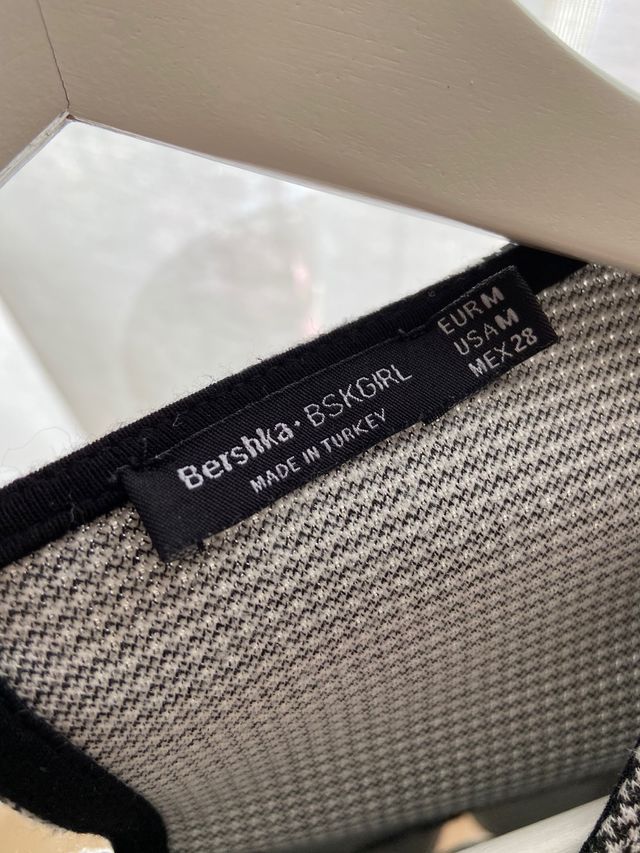 Bershka· BSKGIRL
MADE IN TURKEY
EUR M
USA M
MEX 28